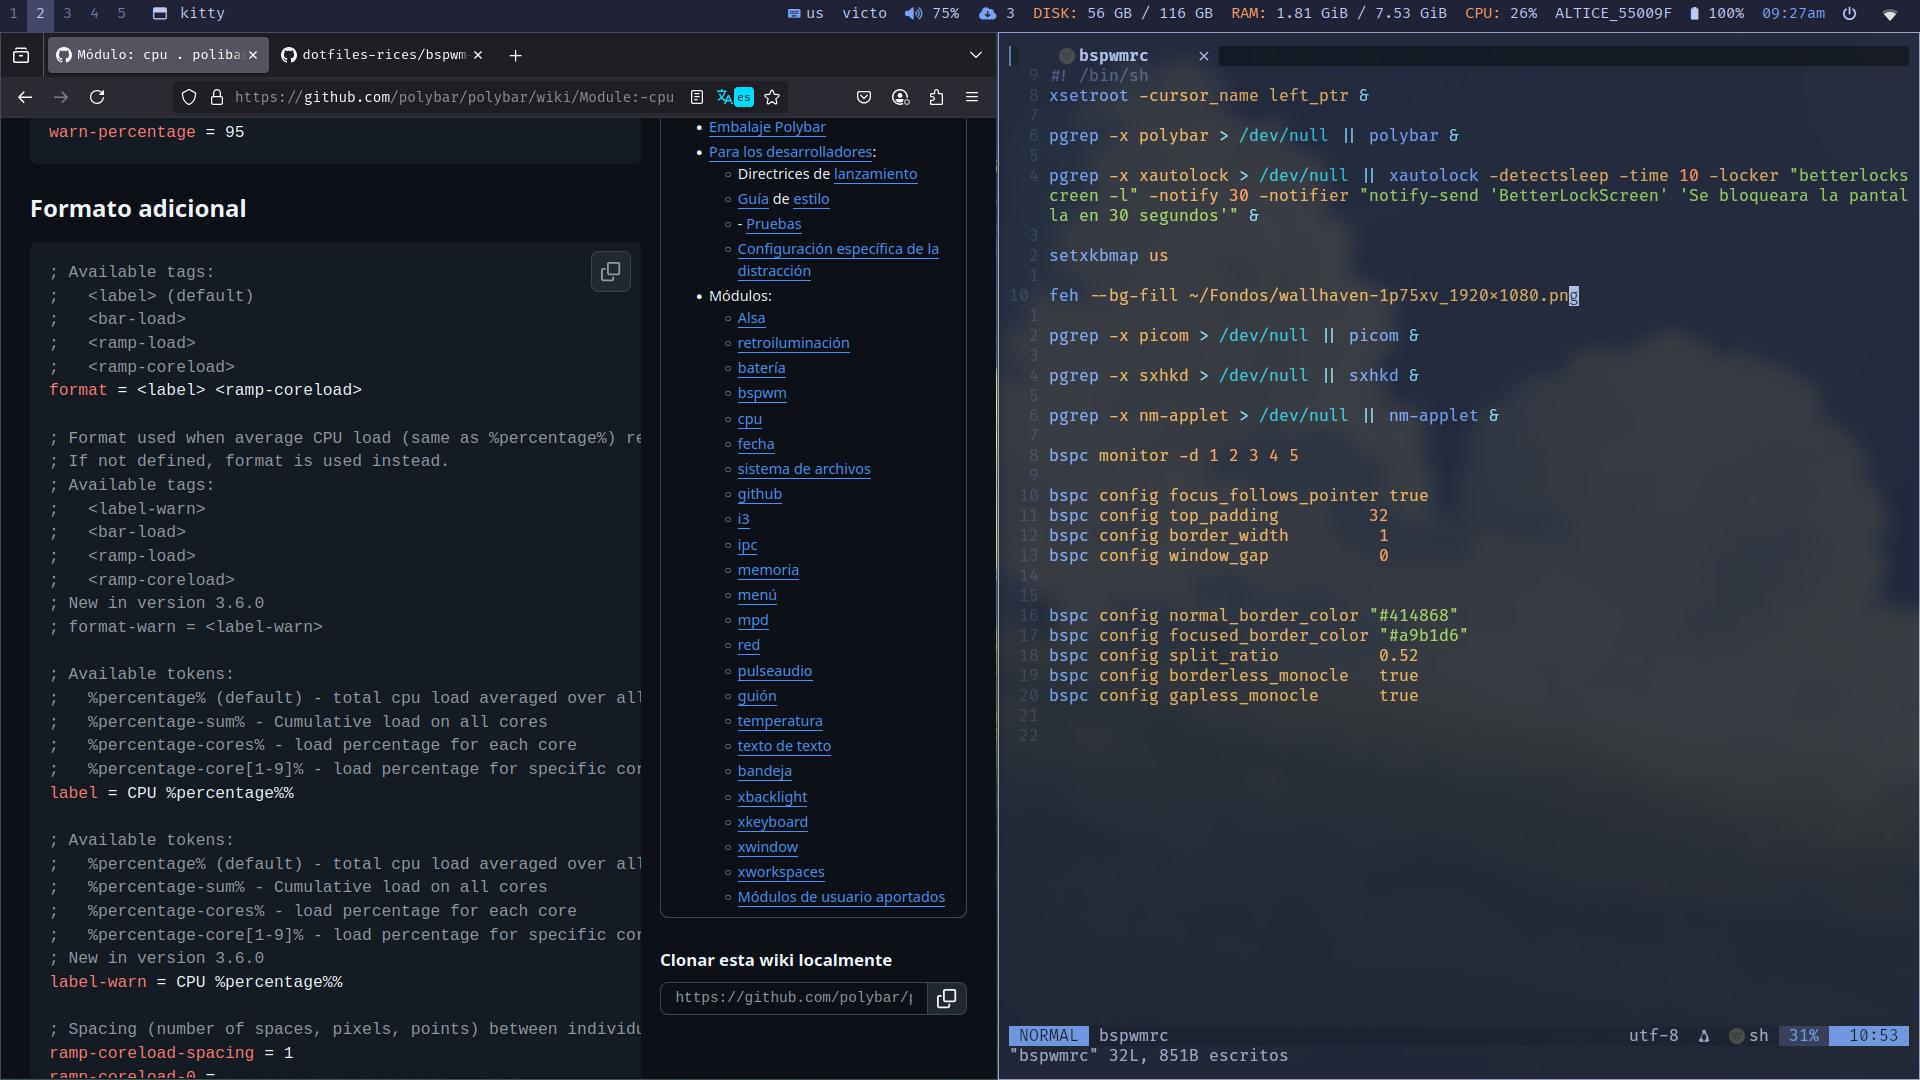 1 2 3 4 5 kitty us victo 75% 3 DISK: 56 GB / 116 GB RAM: 1.81 GiB / 7.53 GiB CPU: 26% ALTICE_55009F 100% 09:27am
Módulo: cpu . poliba
dotfiles-rices/bspwm
https://github.com/polybar/polybar/wiki/Module:-cpu
es
warn-percentage = 95
Formato adicional
; Available tags:
;   <label> (default)
;   <bar-load>
;   <ramp-load>
;   <ramp-coreload>
format = <label> <ramp-coreload>
; Format used when average CPU load (same as %percentage%) re
; If not defined, format is used instead.
; Available tags:
;   <label-warn>
;   <bar-load>
;   <ramp-load>
;   <ramp-coreload>
; New in version 3.6.0
; format-warn = <label-warn>
; Available tokens:
;   %percentage% (default) - total cpu load averaged over all
;   %percentage-sum% - Cumulative load on all cores
;   %percentage-cores% - load percentage for each core
;   %percentage-core[1-9]% - load percentage for specific cor
label = CPU %percentage%%
; Available tokens:
;   %percentage% (default) - total cpu load averaged over all
;   %percentage-sum% - Cumulative load on all cores
;   %percentage-cores% - load percentage for each core
;   %percentage-core[1-9]% - load percentage for specific cor
; New in version 3.6.0
label-warn = CPU %percentage%%
; Spacing (number of spaces, pixels, points) between individu
ramp-coreload-spacing = 1
ramp-coreload-0 =
Embalaje Polybar
Para los desarrolladores:
Directrices de lanzamiento
Guía de estilo
- Pruebas
Configuración específica de la
distracción
Módulos:
Alsa
retroiluminación
batería
bspwm
cpu
fecha
sistema de archivos
github
i3
ipc
memoria
menú
mpd
red
pulseaudio
guión
temperatura
texto de texto
bandeja
xbacklight
xkeyboard
xwindow
xworkspaces
Módulos de usuario aportados
Clonar esta wiki localmente
https://github.com/polybar/p
bspwmrc
9 #! /bin/sh
8 xsetroot -cursor_name left_ptr &
7
6 pgrep -x polybar > /dev/null || polybar &
5
4 pgrep -x xautolock > /dev/null || xautolock -detectsleep -time 10 -locker "betterlocks
creen -l" -notify 30 -notifier "notify-send 'BetterLockScreen' 'Se bloqueara la pantal
la en 30 segundos'" &
3
2 setxkbmap us
1
10 feh --bg-fill ~/Fondos/wallhaven-1p75xv_1920×1080.png
1
2 pgrep -x picom > /dev/null || picom &
3
4 pgrep -x sxhkd > /dev/null || sxhkd &
5
6 pgrep -x nm-applet > /dev/null || nm-applet &
7
8 bspc monitor -d 1 2 3 4 5
9
10 bspc config focus_follows_pointer true
11 bspc config top_padding         32
12 bspc config border_width         1
13 bspc config window_gap           0
14
15
16 bspc config normal_border_color "#414868"
17 bspc config focused_border_color "#a9b1d6"
18 bspc config split_ratio          0.52
19 bspc config borderless_monocle   true
20 bspc config gapless_monocle      true
21
22
NORMAL bspwmrc utf-8 sh 31% 10:53
"bspwmrc" 32L, 851B escritos